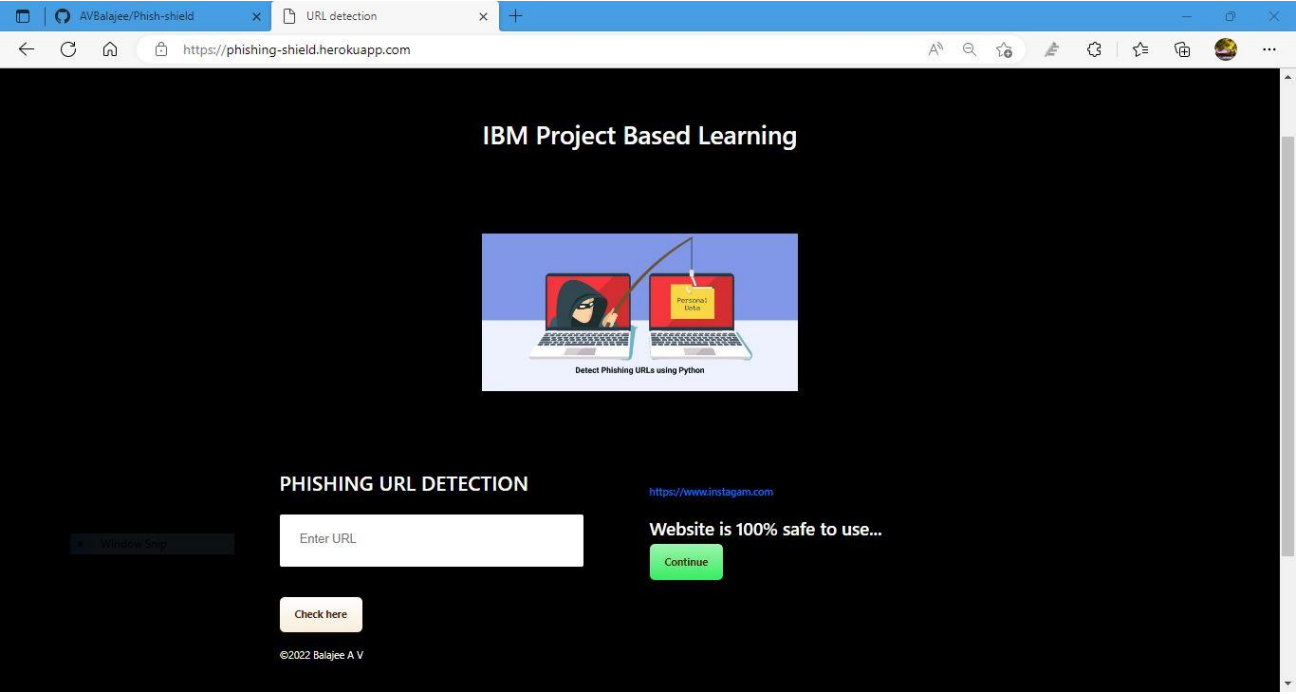 AVBalajee/Phish-shield
URL detection
https://phishing-shield.herokuapp.com
IBM Project Based Learning
Personal
Data
Detect Phishing URLs using Python
PHISHING URL DETECTION
Enter URL
Check here
©2022 Balajee A V
https://www.instagam.com
Website is 100% safe to use...
Continue
Window Snip